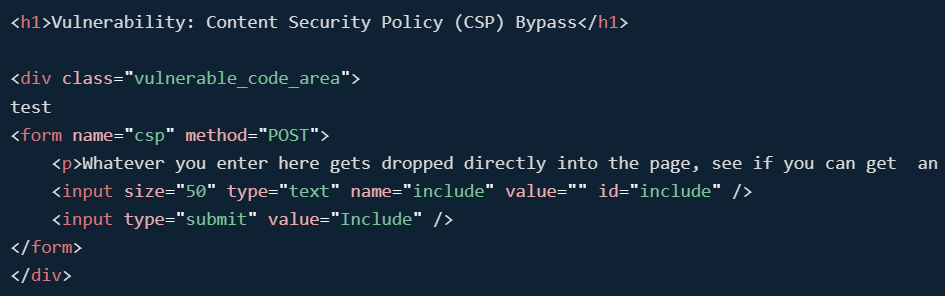 <h1>Vulnerability: Content Security Policy (CSP) Bypass</h1>
<div class="vulnerable_code_area">
test
<form name="csp" method="POST">
<p>Whatever you enter here gets dropped directly into the page, see if you can get  an
<input size="50" type="text" name="include" value="" id="include" />
<input type="submit" value="Include" />
</form>
</div>